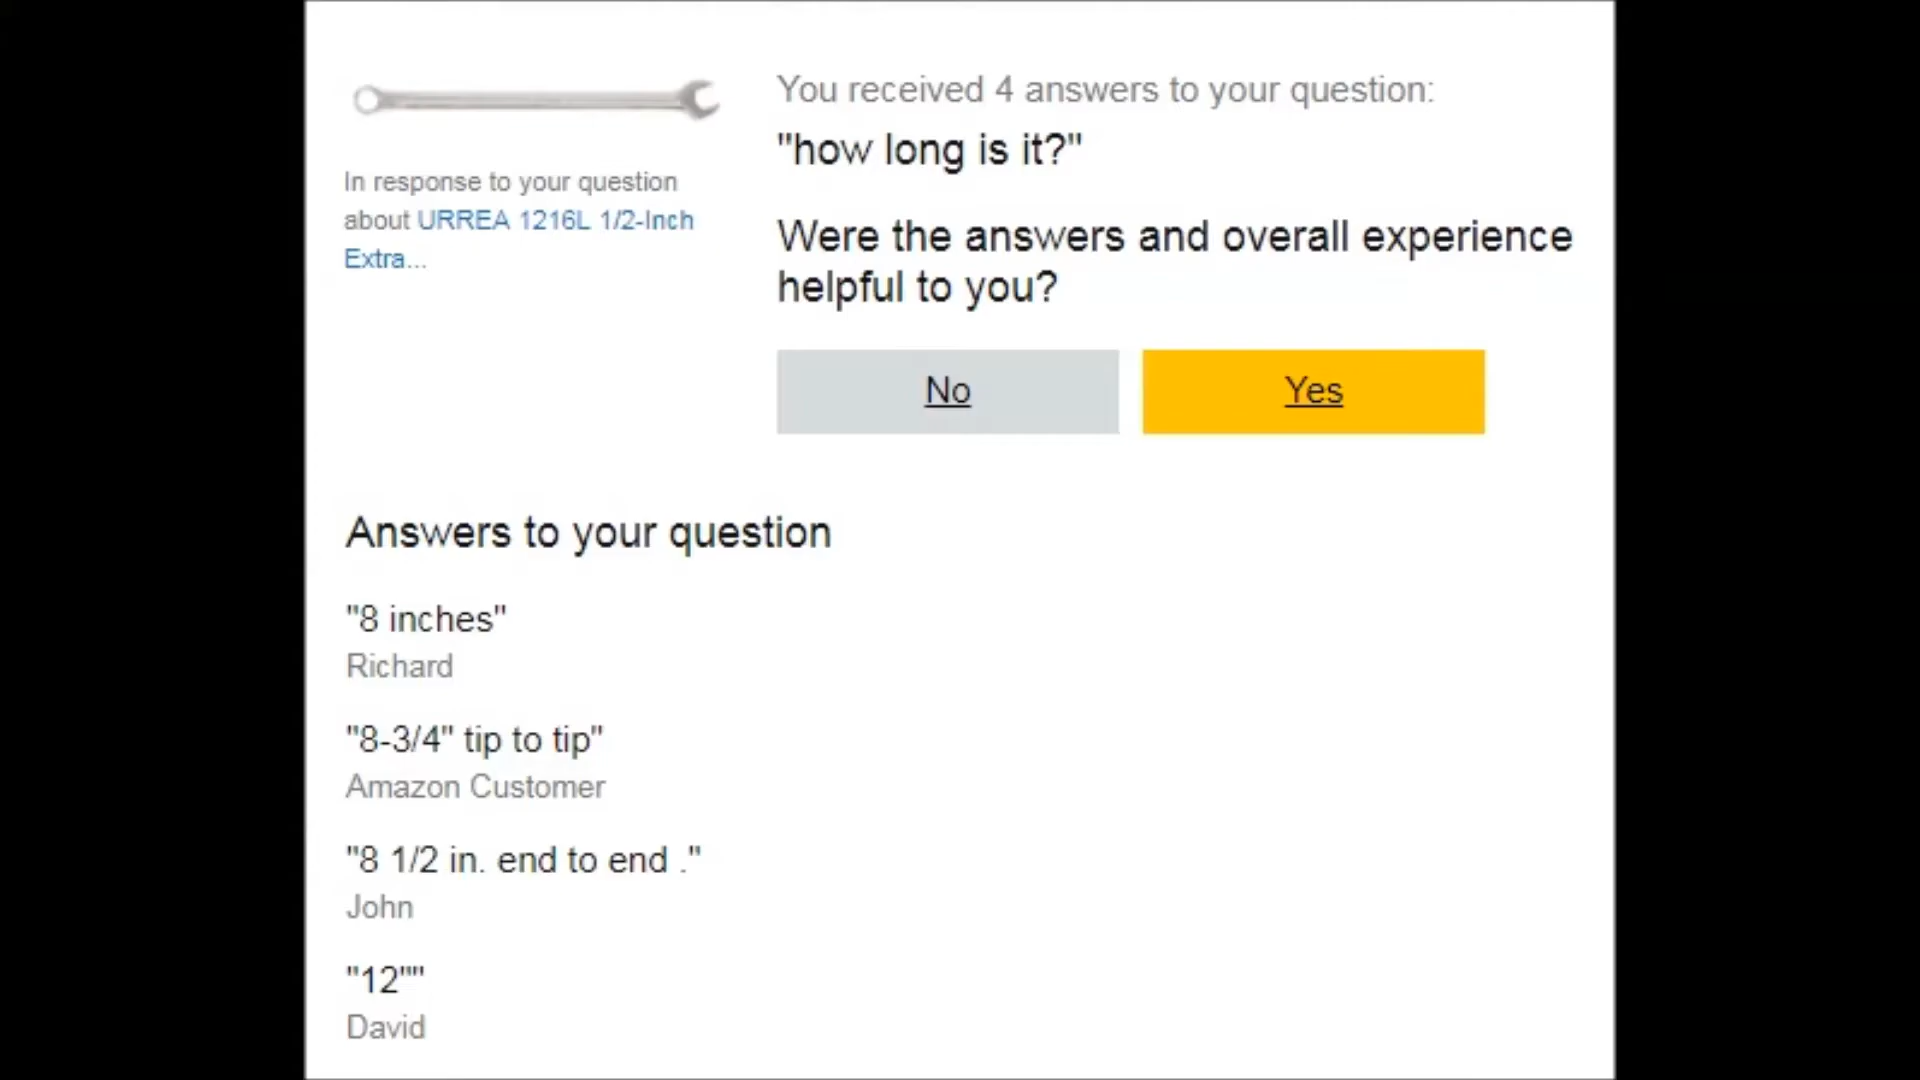 You received 4 answers to your question:
"how long is it?"
In response to your question
about URREA 1216L 1/2-Inch
Extra...
Were the answers and overall experience
helpful to you?
No
Yes
Answers to your question
"8 inches"
Richard
"8-3/4" tip to tip"
Amazon Customer
"8 1/2 in. end to end ."
John
"12""
David